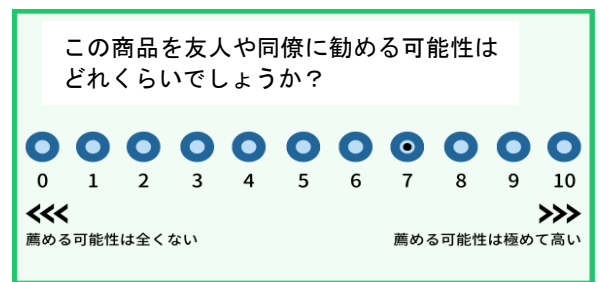 この商品を友人や同僚に勧める可能性は
どれくらいでしょうか？
0 1 2 3 4 5 6 7 8 9 10
<<< >>>
薦める可能性は全くない 薦める可能性は極めて高い